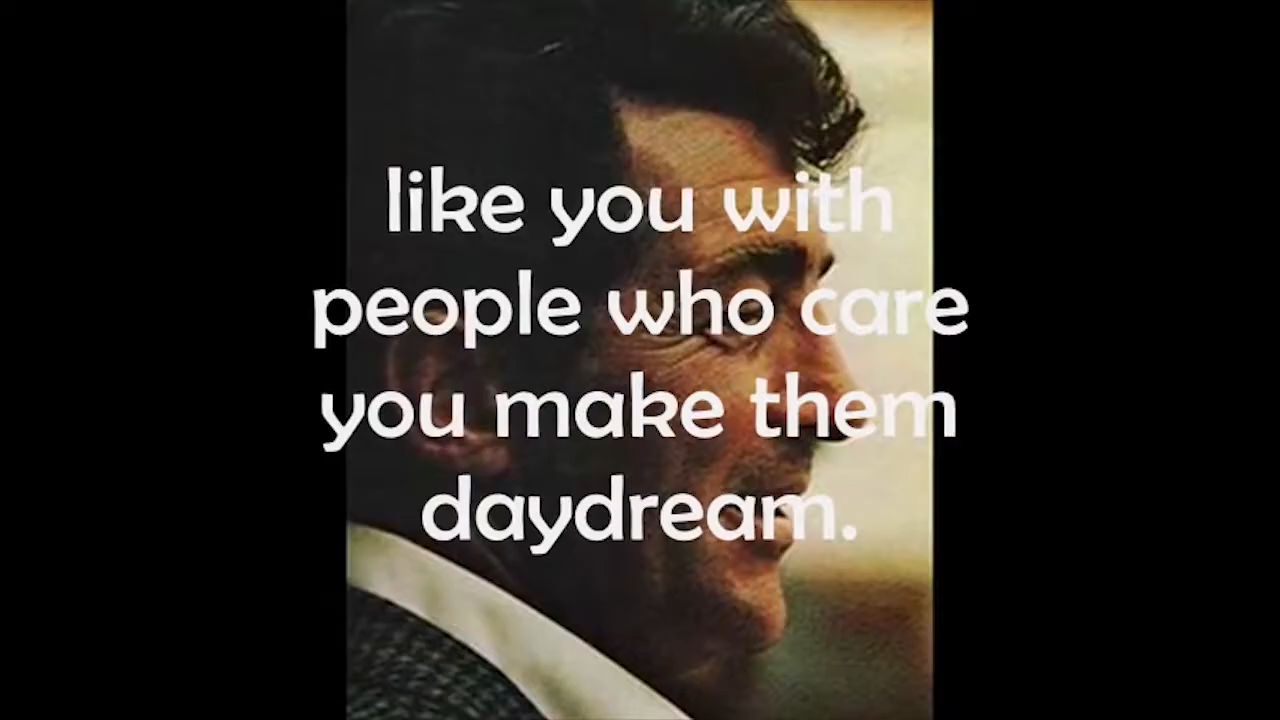 like you with
people who care
you make them
daydream.